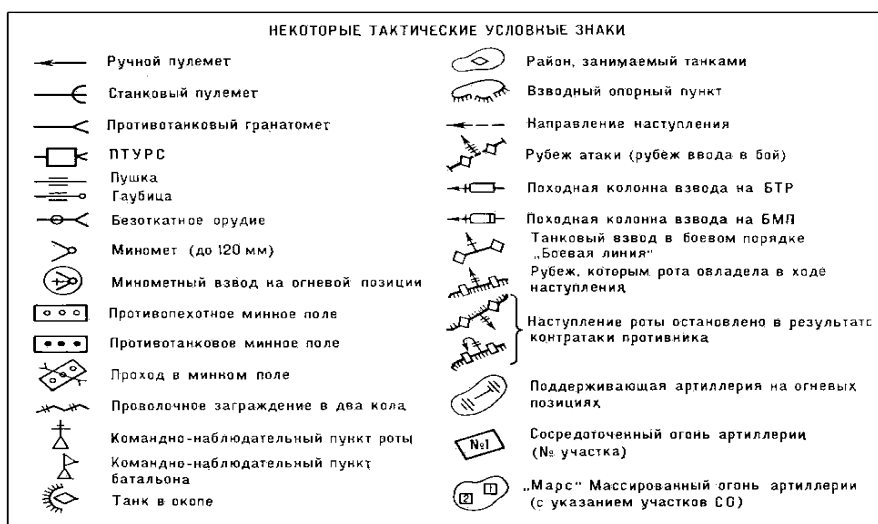 НЕКОТОРЫЕ ТАКТИЧЕСКИЕ УСЛОВНЫЕ ЗНАКИ
Ручной пулемет
Станковый пулемет
Противотанковый гранатомет
ПТУРС
Пушка
Гаубица
Безоткатное орудие
Миномет (до 120 мм)
Минометный взвод на огневой позиции
Противопехотное минное поле
Противотанковое минное поле
Проход в минном поле
Проволочное заграждение в два кола
Командно-наблюдательный пункт роты
Командно-наблюдательный пункт
батальона
Танк в окопе
Район, занимаемый танками
Взводный опорный пункт
Направление наступления
Рубеж атаки (рубеж ввода в бой)
Походная колонна взвода на БТР
Походная колонна взвода на БМП
Танковый взвод в боевом порядке
„Боевая линия"
Рубеж, которым рота овладела в ходе
наступления
Наступление роты остановлено в результате
контратаки противника
Поддерживающая артиллерия на огневых
позициях
№1
Сосредоточенный огонь артиллерии
(№ участка)
2 1
„Марс" Массированный огонь артиллерии
(с указанием участков СО)